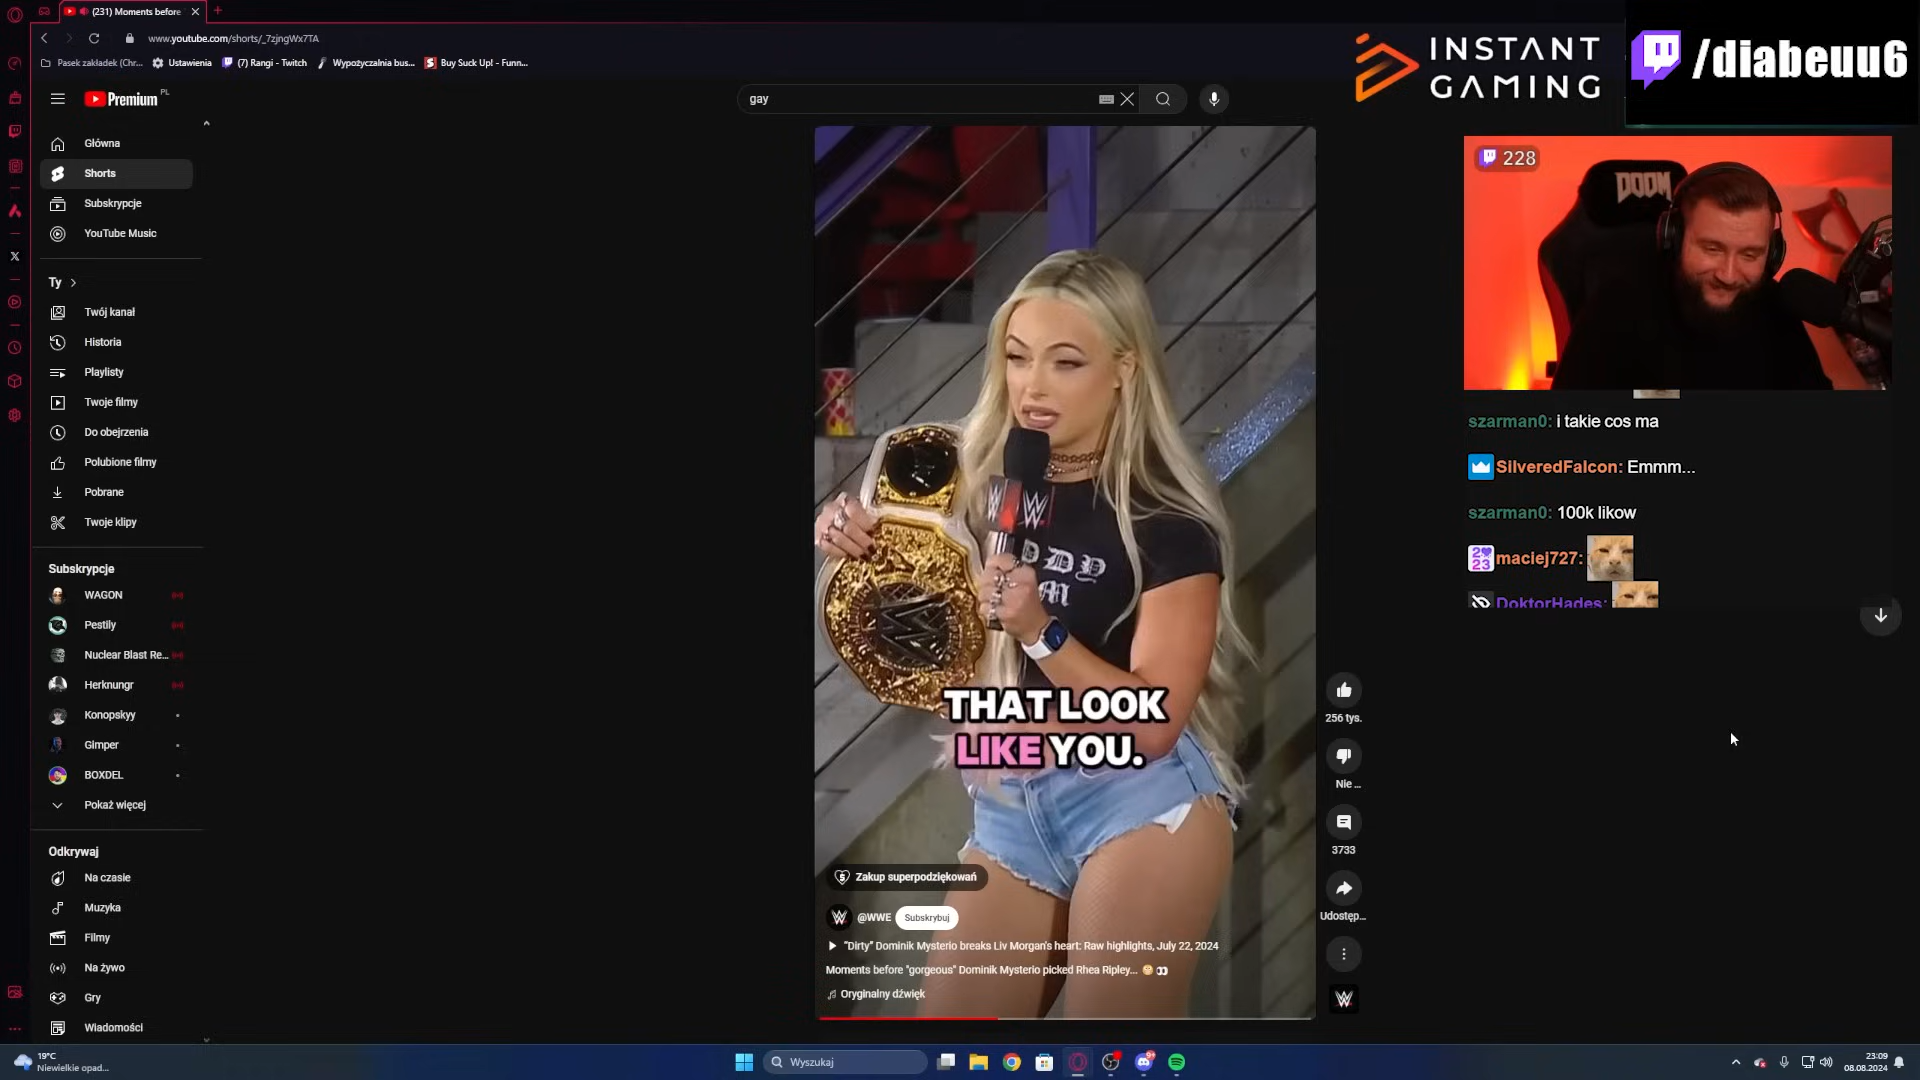 (231) Moments before
www.youtube.com/shorts/_7zjngWx7TA
Pasek zakładek (Chr...
Ustawienia
(7) Rangi - Twitch
Wypożyczalnia bus...
Buy Suck Up! - Funn...
INSTANT
GAMING
/diabeuu6
Premium PL
gay
Główna
Shorts
Subskrypcje
YouTube Music
Ty
Twój kanał
Historia
Playlisty
Twoje filmy
Do obejrzenia
Polubione filmy
Pobrane
Twoje klipy
Subskrypcje
WAGON
Pestily
Nuclear Blast Re...
Herknungr
Konopskyy
Gimper
BOXDEL
Pokaż więcej
Odkrywaj
Na czasie
Muzyka
Filmy
Na żywo
Gry
Wiadomości
THAT LOOK
LIKE YOU.
Zakup superpodziękowań
@WWE
Subskrybuj
"Dirty" Dominik Mysterio breaks Liv Morgan's heart: Raw highlights, July 22, 2024
Moments before "gorgeous" Dominik Mysterio picked Rhea Ripley...
Oryginalny dźwięk
256 tys.
Nie ...
3733
Udostęp...
228
DOOM
szarman0: i takie cos ma
SilveredFalcon: Emmm...
szarman0: 100k likow
maciej727:
DoktorHades:
19°C
Niewielkie opad...
Wyszukaj
23:09
08.08.2024